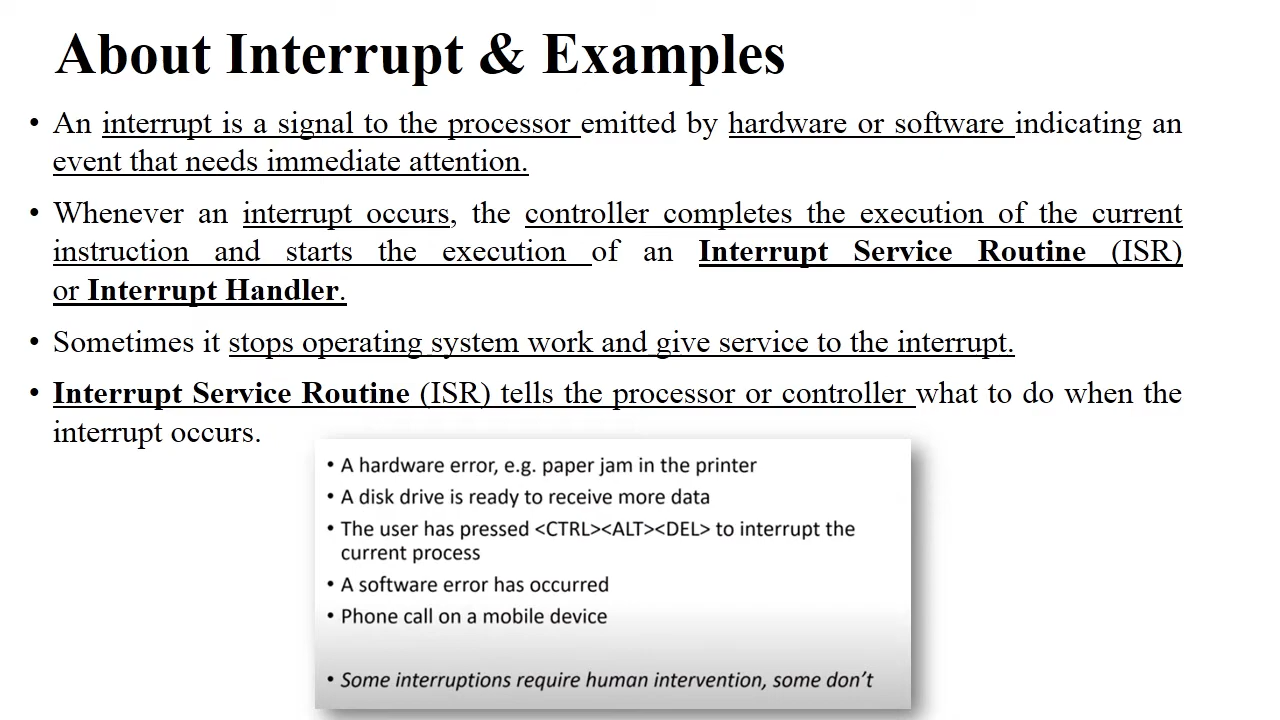 About Interrupt & Examples
• An interrupt is a signal to the processor emitted by hardware or software indicating an
event that needs immediate attention.
• Whenever an interrupt occurs, the controller completes the execution of the current
instruction and starts the execution of an Interrupt Service Routine (ISR)
or Interrupt Handler.
• Sometimes it stops operating system work and give service to the interrupt.
• Interrupt Service Routine (ISR) tells the processor or controller what to do when the
interrupt occurs.
• A hardware error, e.g. paper jam in the printer
• A disk drive is ready to receive more data
• The user has pressed <CTRL><ALT><DEL> to interrupt the
current process
• A software error has occurred
• Phone call on a mobile device
• Some interruptions require human intervention, some don't